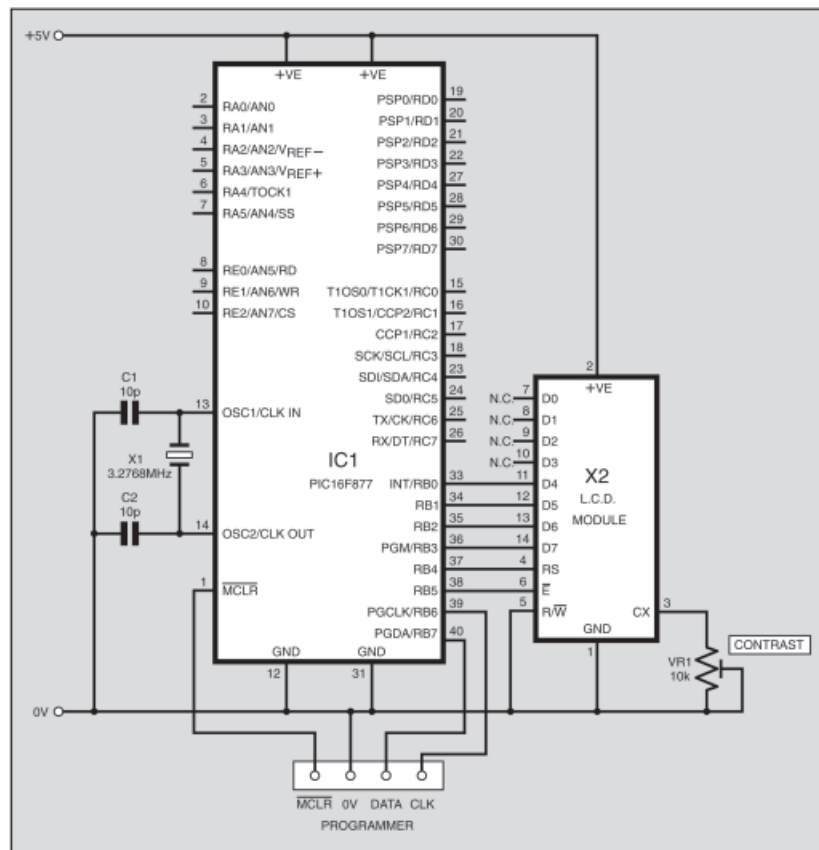 +5V
+VE +VE
2 RA0/AN0
3 RA1/AN1
4 RA2/AN2/VREF−
5 RA3/AN3/VREF+
6 RA4/TOCK1
7 RA5/AN4/SS
8 RE0/AN5/RD
9 RE1/AN6/WR
10 RE2/AN7/CS
PSP0/RD0 19
PSP1/RD1 20
PSP2/RD2 21
PSP3/RD3 22
PSP4/RD4 27
PSP5/RD5 28
PSP6/RD6 29
PSP7/RD7 30
T1OS0/T1CK1/RC0 15
T1OS1/CCP2/RC1 16
CCP1/RC2 17
SCK/SCL/RC3 18
SDI/SDA/RC4 23
SD0/RC5 24
TX/CK/RC6 25
RX/DT/RC7 26
C1
10p
13 OSC1/CLK IN
X1
3.2768MHz
C2
10p
14 OSC2/CLK OUT
1 MCLR
IC1
PIC16F877
INT/RB0 33
RB1 34
RB2 35
PGM/RB3 36
RB4 37
RB5 38
PGCLK/RB6 39
PGDA/RB7 40
GND GND
12 31
2
+VE
N.C. 7 D0
N.C. 8 D1
N.C. 9 D2
N.C. 10 D3
11 D4
12 D5
13 D6
14 D7
4 RS
6 E
5 R/W
X2
L.C.D.
MODULE
CX 3
GND
1
CONTRAST
VR1
10k
0V
MCLR 0V DATA CLK
PROGRAMMER